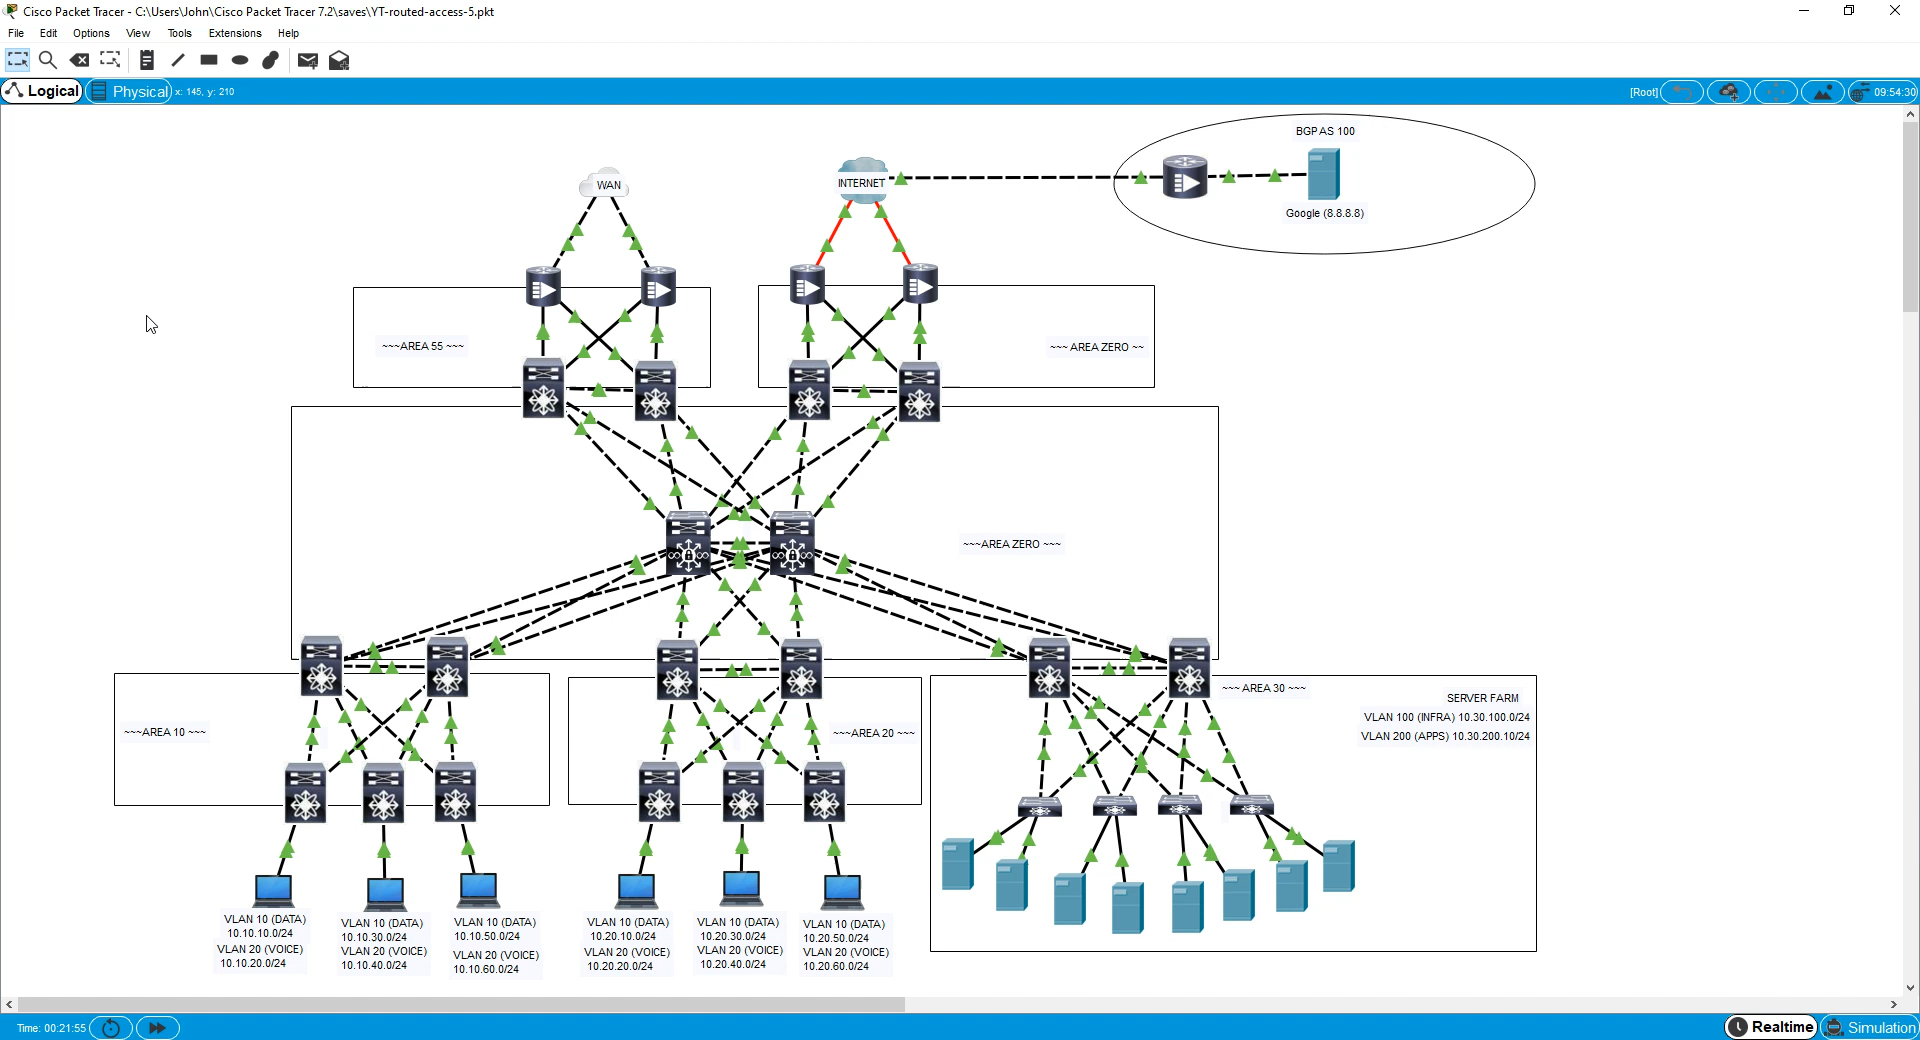 Cisco Packet Tracer - C:\Users\John\Cisco Packet Tracer 7.2\saves\YT-routed-access-5.pkt
File Edit Options View Tools Extensions Help
Logical Physical x: 145, y: 210 [Root] 09:54:30
BGP AS 100
WAN
INTERNET
Google (8.8.8.8)
~~~AREA 55 ~~~
~~~ AREA ZERO ~~
~~~AREA ZERO ~~~
~~~ AREA 30 ~~~
SERVER FARM
VLAN 100 (INFRA) 10.30.100.0/24
VLAN 200 (APPS) 10.30.200.10/24
~~~AREA 10 ~~~
~~~AREA 20 ~~~
VLAN 10 (DATA)
10.10.10.0/24
VLAN 20 (VOICE)
10.10.20.0/24
VLAN 10 (DATA)
10.10.30.0/24
VLAN 20 (VOICE)
10.10.40.0/24
VLAN 10 (DATA)
10.10.50.0/24
VLAN 20 (VOICE)
10.10.60.0/24
VLAN 10 (DATA)
10.20.10.0/24
VLAN 20 (VOICE)
10.20.20.0/24
VLAN 10 (DATA)
10.20.30.0/24
VLAN 20 (VOICE)
10.20.40.0/24
VLAN 10 (DATA)
10.20.50.0/24
VLAN 20 (VOICE)
10.20.60.0/24
Time: 00:21:55 Realtime Simulation